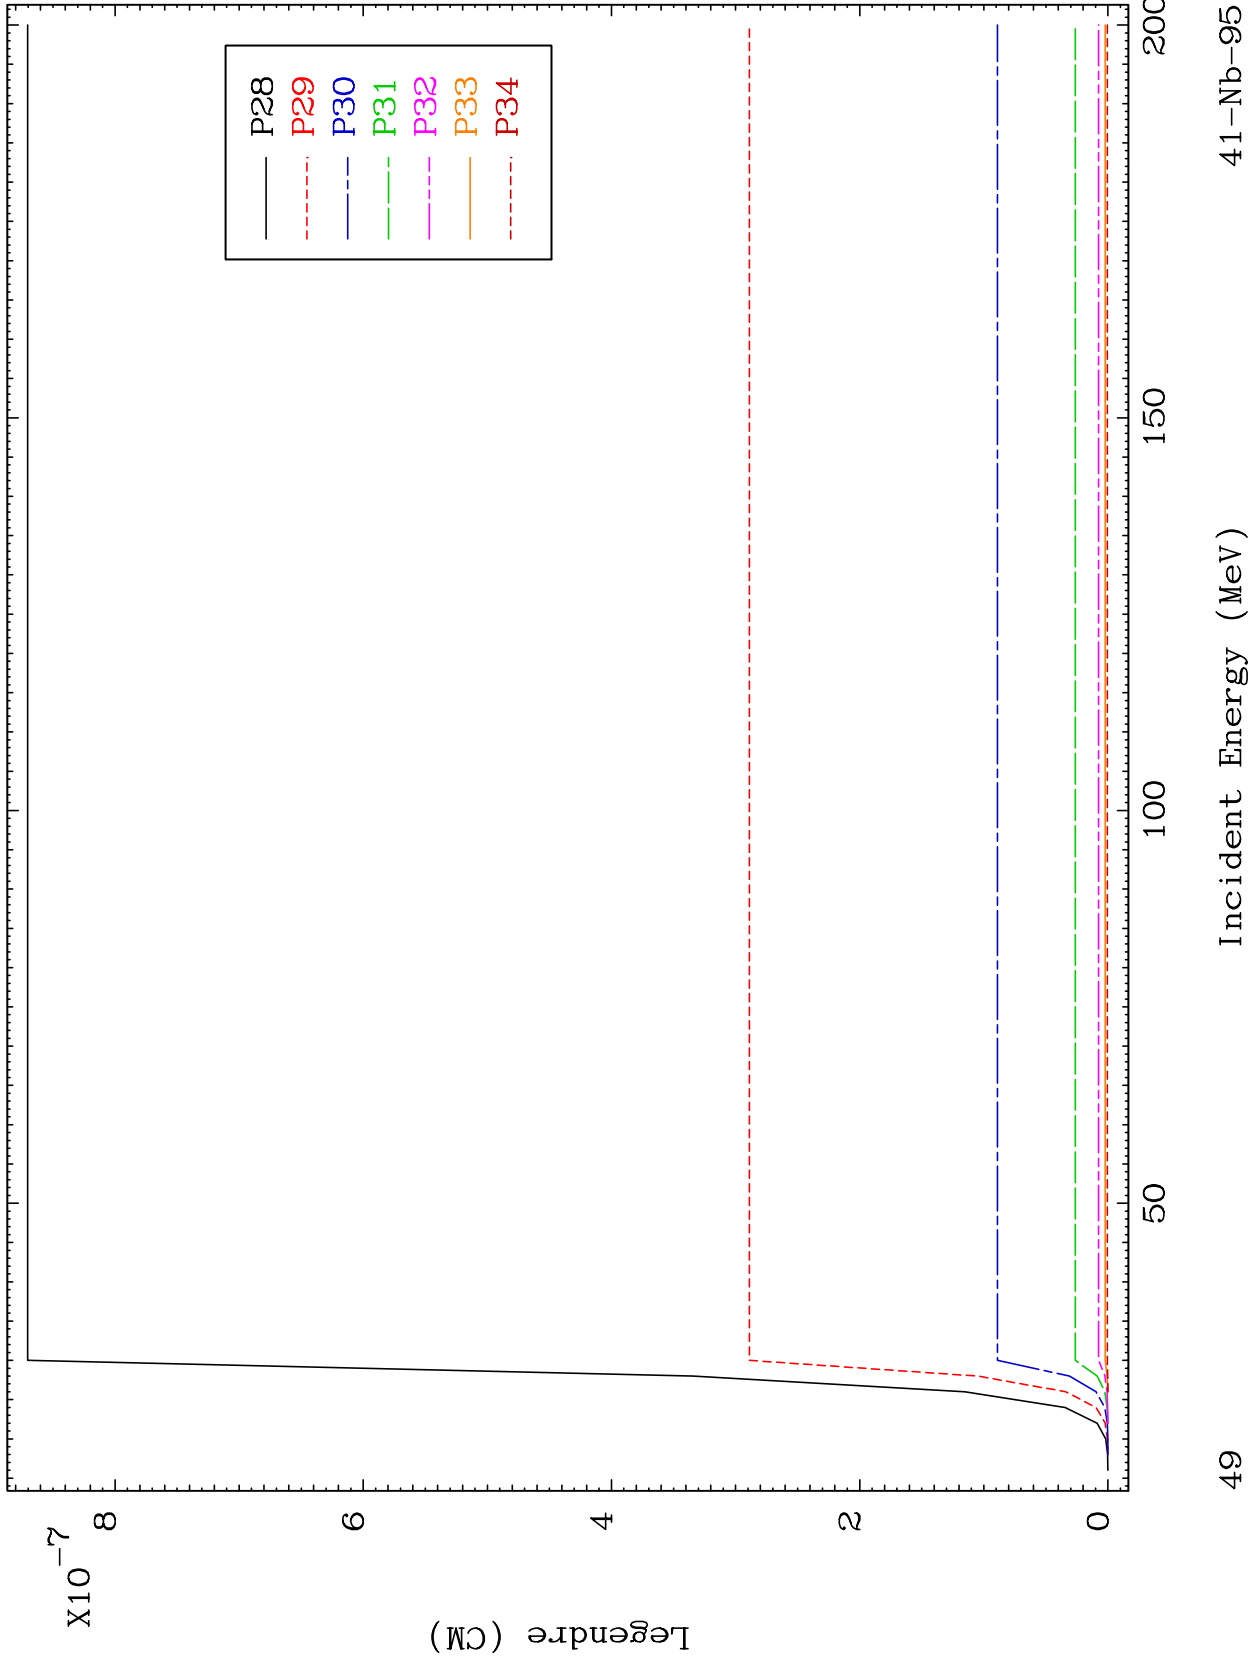 X10-7
8
6
4
2
0
Legendre (CM)
P28
P29
P30
P31
P32
P33
P34
50
100
150
200
Incident Energy (MeV)
49
41-Nb-95